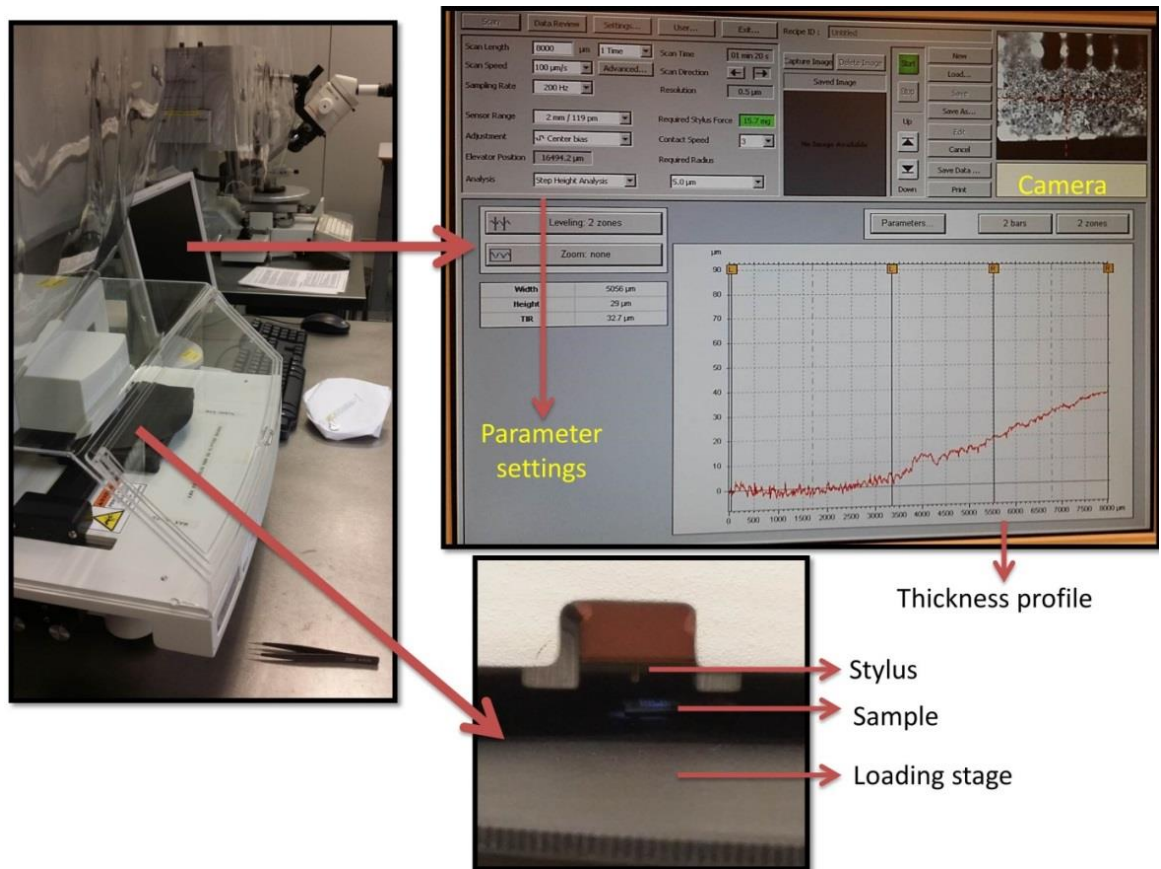 Scan
Data Review
Settings...
User...
Exit...
Recipe ID :
Untitled
Scan Length
8000
µm
1 Time
Scan Time
01 min 20 s
Scan Speed
100 µm/s
Advanced...
Scan Direction
Sampling Rate
200 Hz
Resolution
0.5 µm
Sensor Range
2 mm / 119 pm
Required Stylus Force
15.7 mg
Adjustment
Center bias
Contact Speed
3
Elevator Position
16494.2 µm
Required Radius
Analysis
Step Height Analysis
5.0 µm
Capture Image
Delete Image
Saved Image
No Image Available
Start
Stop
Up
Down
New
Load...
Save
Save As...
Edit
Cancel
Save Data ...
Print
Camera
Leveling: 2 zones
Zoom: none
Parameters...
2 bars
2 zones
Width
5056 µm
Height
29 µm
TIR
32.7 µm
µm
90
80
70
60
50
40
30
20
10
0
0 500 1000 1500 2000 2500 3000 3500 4000 4500 5000 5500 6000 6500 7000 7500 8000 µm
Parameter
settings
Thickness profile
Stylus
Sample
Loading stage